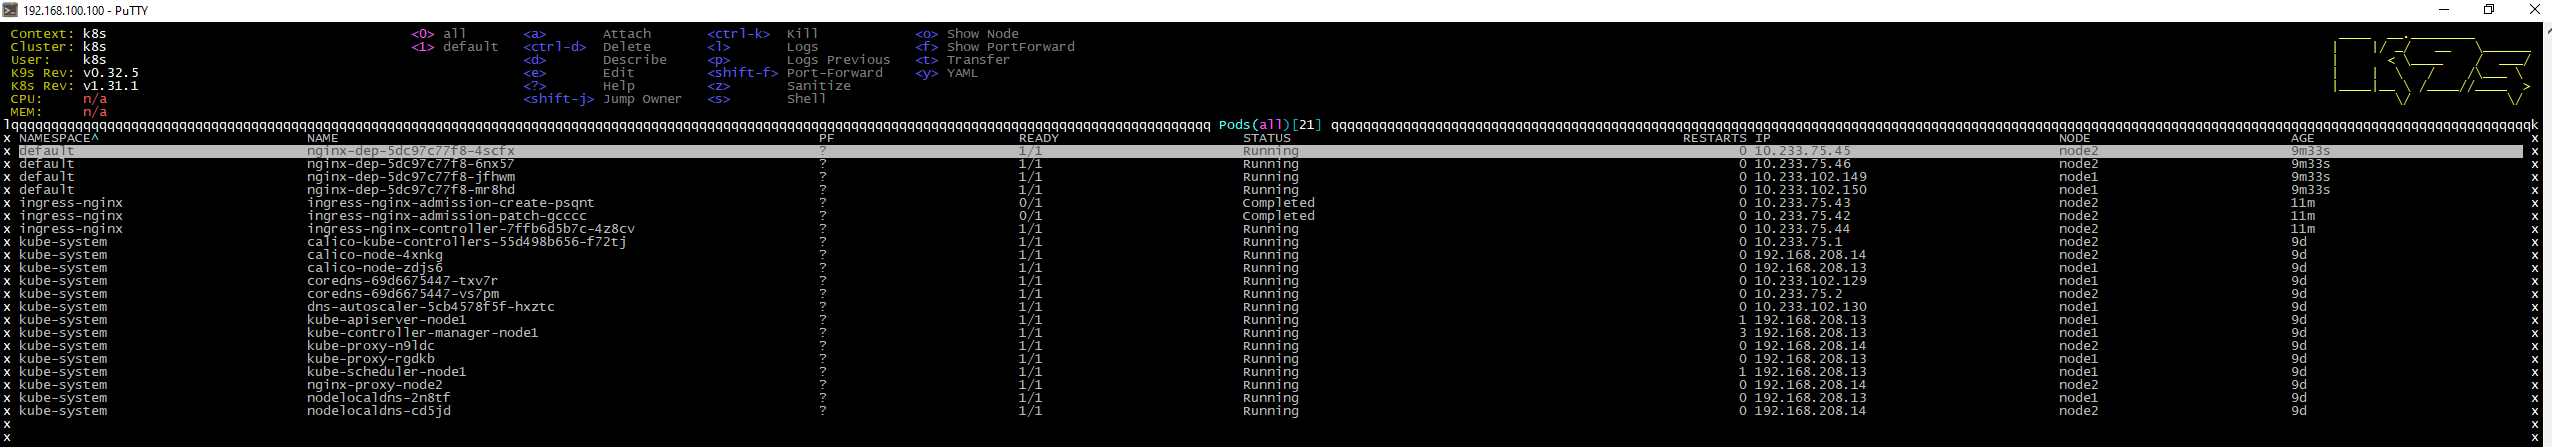 192.168.100.100 - PuTTY
Context: k8s <0> all <a> Attach <ctrl-k> Kill <o> Show Node
Cluster: k8s <1> default <ctrl-d> Delete <l> Logs <f> Show PortForward
User: k8s <d> Describe <p> Logs Previous <t> Transfer
K9s Rev: v0.32.5 <e> Edit <shift-f> Port-Forward <y> YAML
K8s Rev: v1.31.1 <?> Help <z> Sanitize
CPU: n/a <shift-j> Jump Owner <s> Shell
MEM: n/a
Pods(all)[21]
x NAMESPACE^ NAME PF READY STATUS RESTARTS IP NODE AGE x
x default nginx-dep-5dc97c77f8-4scfx ? 1/1 Running 0 10.233.75.45 node2 9m33s x
x default nginx-dep-5dc97c77f8-6nx57 ? 1/1 Running 0 10.233.75.46 node2 9m33s x
x default nginx-dep-5dc97c77f8-jfhwm ? 1/1 Running 0 10.233.102.149 node1 9m33s x
x default nginx-dep-5dc97c77f8-mr8hd ? 1/1 Running 0 10.233.102.150 node1 9m33s x
x ingress-nginx ingress-nginx-admission-create-psqnt ? 0/1 Completed 0 10.233.75.43 node2 11m x
x ingress-nginx ingress-nginx-admission-patch-gcccc ? 0/1 Completed 0 10.233.75.42 node2 11m x
x ingress-nginx ingress-nginx-controller-7ffb6d5b7c-4z8cv ? 1/1 Running 0 10.233.75.44 node2 11m x
x kube-system calico-kube-controllers-55d498b656-f72tj ? 1/1 Running 0 10.233.75.1 node2 9d x
x kube-system calico-node-4xnkg ? 1/1 Running 0 192.168.208.14 node2 9d x
x kube-system calico-node-zdjs6 ? 1/1 Running 0 192.168.208.13 node1 9d x
x kube-system coredns-69d6675447-txv7r ? 1/1 Running 0 10.233.102.129 node1 9d x
x kube-system coredns-69d6675447-vs7pm ? 1/1 Running 0 10.233.75.2 node2 9d x
x kube-system dns-autoscaler-5cb4578f5f-hxztc ? 1/1 Running 0 10.233.102.130 node1 9d x
x kube-system kube-apiserver-node1 ? 1/1 Running 1 192.168.208.13 node1 9d x
x kube-system kube-controller-manager-node1 ? 1/1 Running 3 192.168.208.13 node1 9d x
x kube-system kube-proxy-n9ldc ? 1/1 Running 0 192.168.208.14 node2 9d x
x kube-system kube-proxy-rgdkb ? 1/1 Running 0 192.168.208.13 node1 9d x
x kube-system kube-scheduler-node1 ? 1/1 Running 1 192.168.208.13 node1 9d x
x kube-system nginx-proxy-node2 ? 1/1 Running 0 192.168.208.14 node2 9d x
x kube-system nodelocaldns-2n8tf ? 1/1 Running 0 192.168.208.13 node1 9d x
x kube-system nodelocaldns-cd5jd ? 1/1 Running 0 192.168.208.14 node2 9d x
x x
x x